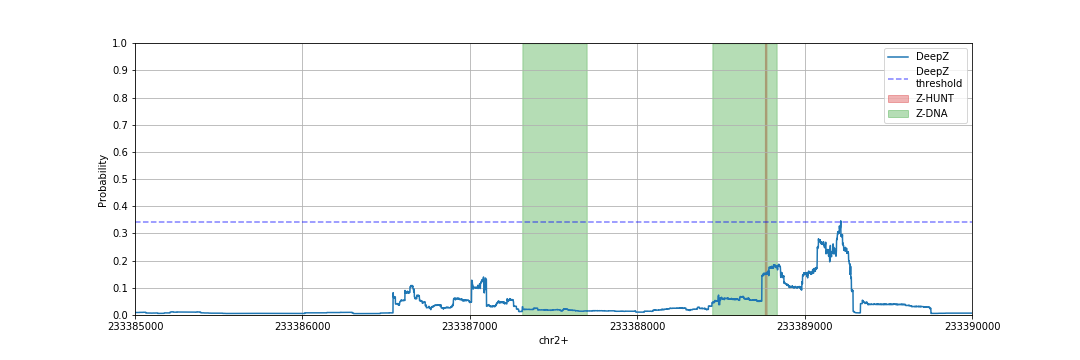 1.0
0.9
0.8
0.7
0.6
0.5
0.4
0.3
0.2
0.1
0.0
Probability
233385000 233386000 233387000 233388000 233389000 233390000
chr2+
DeepZ
DeepZ
threshold
Z-HUNT
Z-DNA